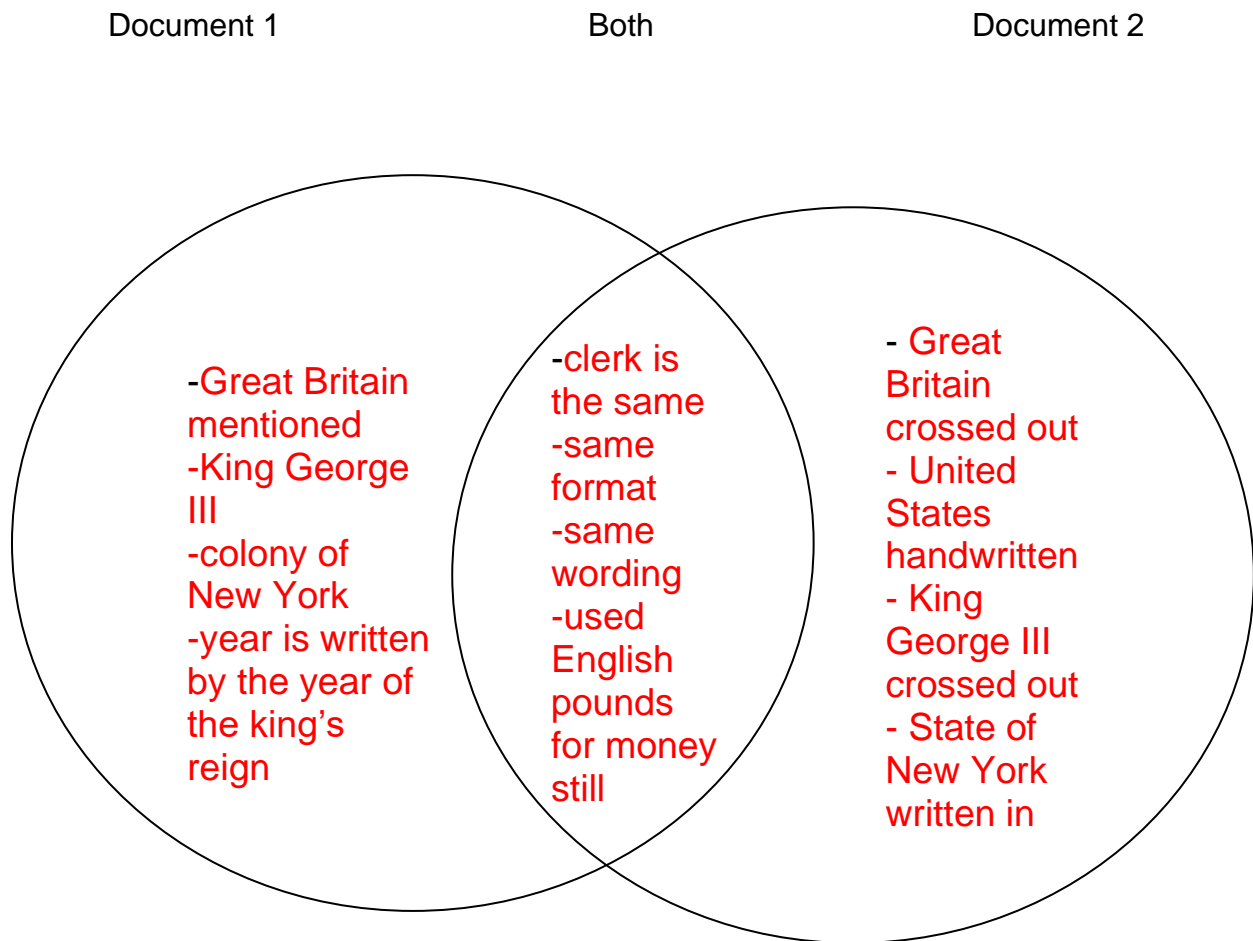 Document 1
Both
Document 2
-Great Britain
mentioned
-King George
III
-colony of
New York
-year is written
by the year of
the king’s
reign
-clerk is
the same
-same
format
-same
wording
-used
English
pounds
for money
still
- Great
Britain
crossed out
- United
States
handwritten
- King
George III
crossed out
- State of
New York
written in